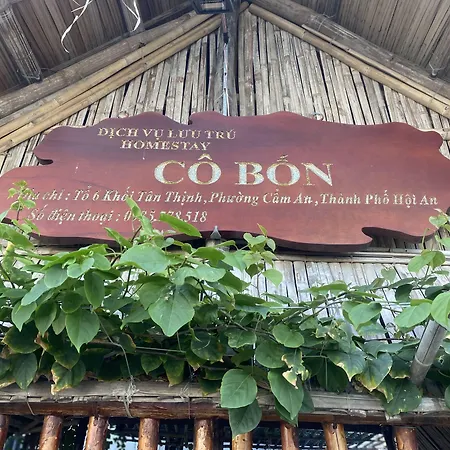 DỊCH VỤ LƯU TRÚ
HOMESTAY
CÔ BỐN
Địa chỉ : Tổ 6 Khối Tân Thịnh, Phường Cẩm An, Thành Phố Hội An
Số điện thoại : 518